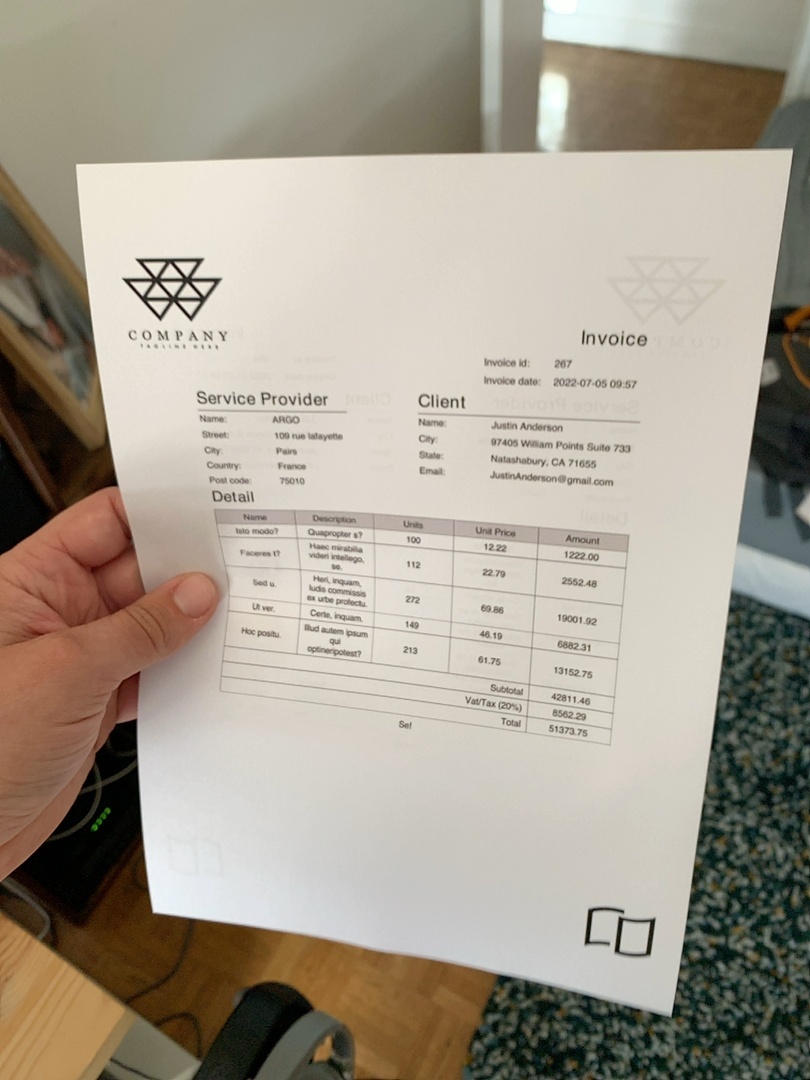 COMPANY
TAGLINE HERE
Invoice
Invoice id: 267
Invoice date: 2022-07-05 09:57
Service Provider
Name: ARGO
Street: 109 rue lafayette
City: Pairs
Country: France
Post code: 75010
Client
Name: Justin Anderson
City: 97405 William Points Suite 733
State: Natashabury, CA 71655
Email: JustinAnderson@gmail.com
Detail
Name Description Units Unit Price Amount
Isto modo? Quapropter s? 100 12.22 1222.00
Faceres t? Haec mirabilia
videri intellego,
se. 112 22.79 2552.48
Sed u. Heri, inquam,
ludis commissis
ex urbe profectu. 272 69.86 19001.92
Ut ver. Certe, inquam. 149 46.19 6882.31
Hoc positu. Illud autem ipsum
qui
optineripotest? 213 61.75 13152.75
Subtotal 42811.46
Vat/Tax (20%) 8562.29
Total 51373.75
Sef